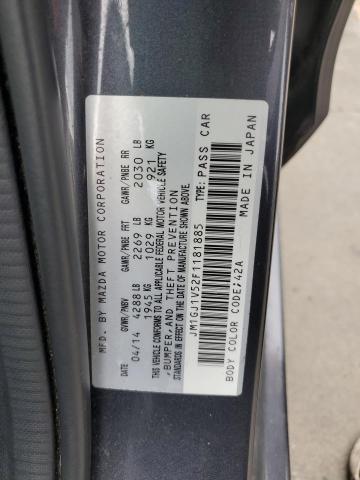 MFD. BY MAZDA MOTOR CORPORATION
DATE GVWR/PNBV GAWR/PNBE FRT GAWR/PNBE RR
04/14 4288 LB 2269 LB 2030 LB
1945 KG 1029 KG 921 KG
THIS VEHICLE CONFORMS TO ALL APPLICABLE FEDERAL MOTOR VEHICLE SAFETY
STANDARDS, BUMPER, AND THEFT PREVENTION STANDARDS IN EFFECT ON THE DATE OF MANUFACTURE SHOWN ABOVE.
JM1GJ1V52F1181885 TYPE: PASS CAR
BODY COLOR CODE: 42A MADE IN JAPAN